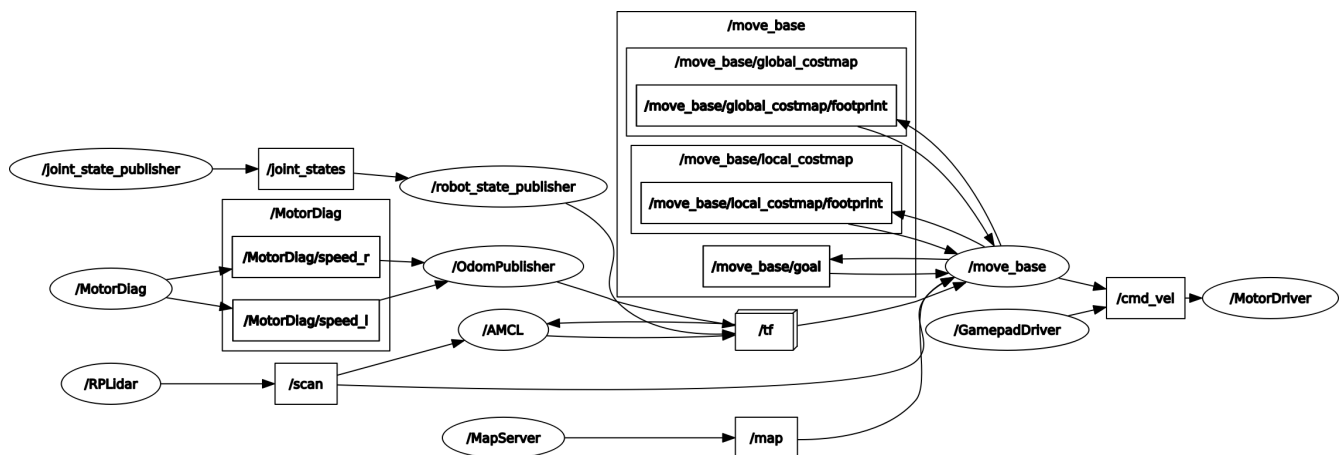 /move_base
/move_base/global_costmap
/move_base/global_costmap/footprint
/move_base/local_costmap
/move_base/local_costmap/footprint
/move_base/goal
/joint_state_publisher
/joint_states
/robot_state_publisher
/MotorDiag
/MotorDiag/speed_r
/MotorDiag/speed_l
/MotorDiag
/OdomPublisher
/AMCL
/tf
/move_base
/cmd_vel
/MotorDriver
/GamepadDriver
/RPLidar
/scan
/MapServer
/map